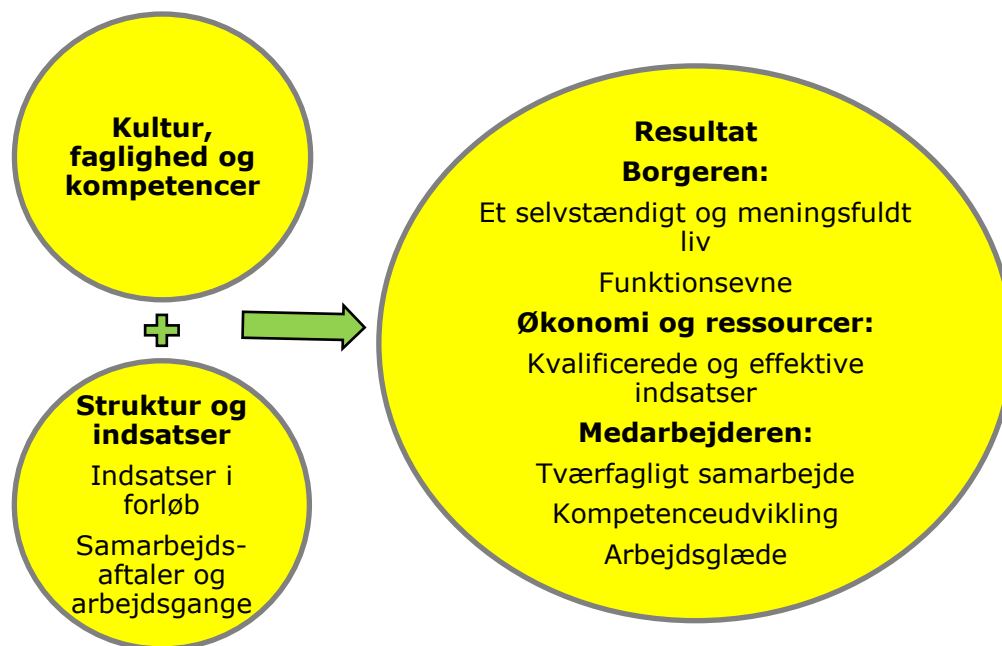 Kultur,
faglighed og
kompetencer
Struktur og
indsatser
Indsatser i
forløb
Samarbejds-
aftaler og
arbejdsgange
Resultat
Borgeren:
Et selvstændigt og meningsfuldt
liv
Funktionsevne
Økonomi og ressourcer:
Kvalificerede og effektive
indsatser
Medarbejderen:
Tværfagligt samarbejde
Kompetenceudvikling
Arbejdsglæde